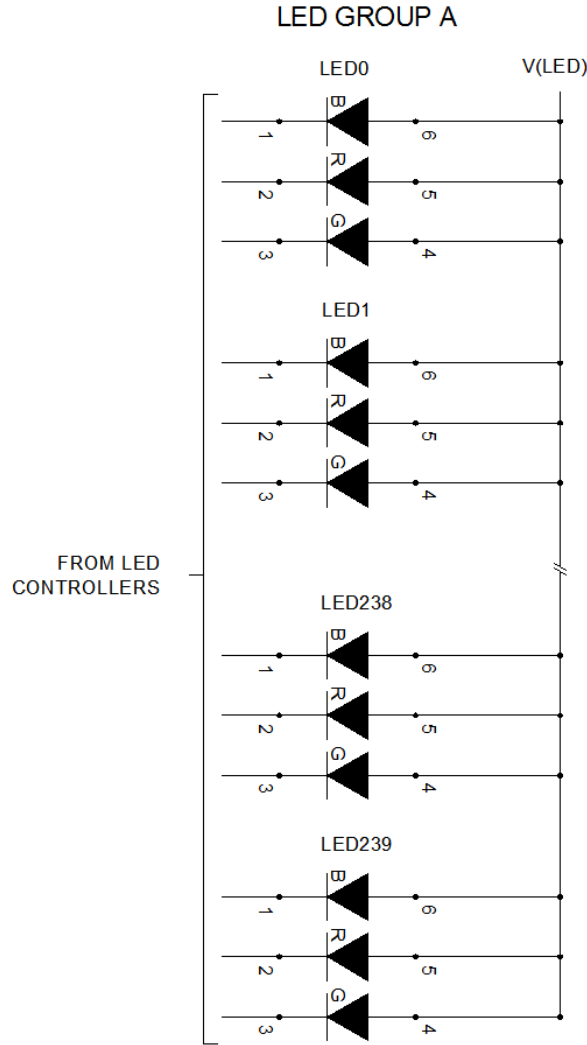 LED GROUP A
LED0
V(LED)
B
1
6
R
2
5
G
3
4
LED1
B
1
6
R
2
5
G
3
4
FROM LED
CONTROLLERS
LED238
B
1
6
R
2
5
G
3
4
LED239
B
1
6
R
2
5
G
3
4